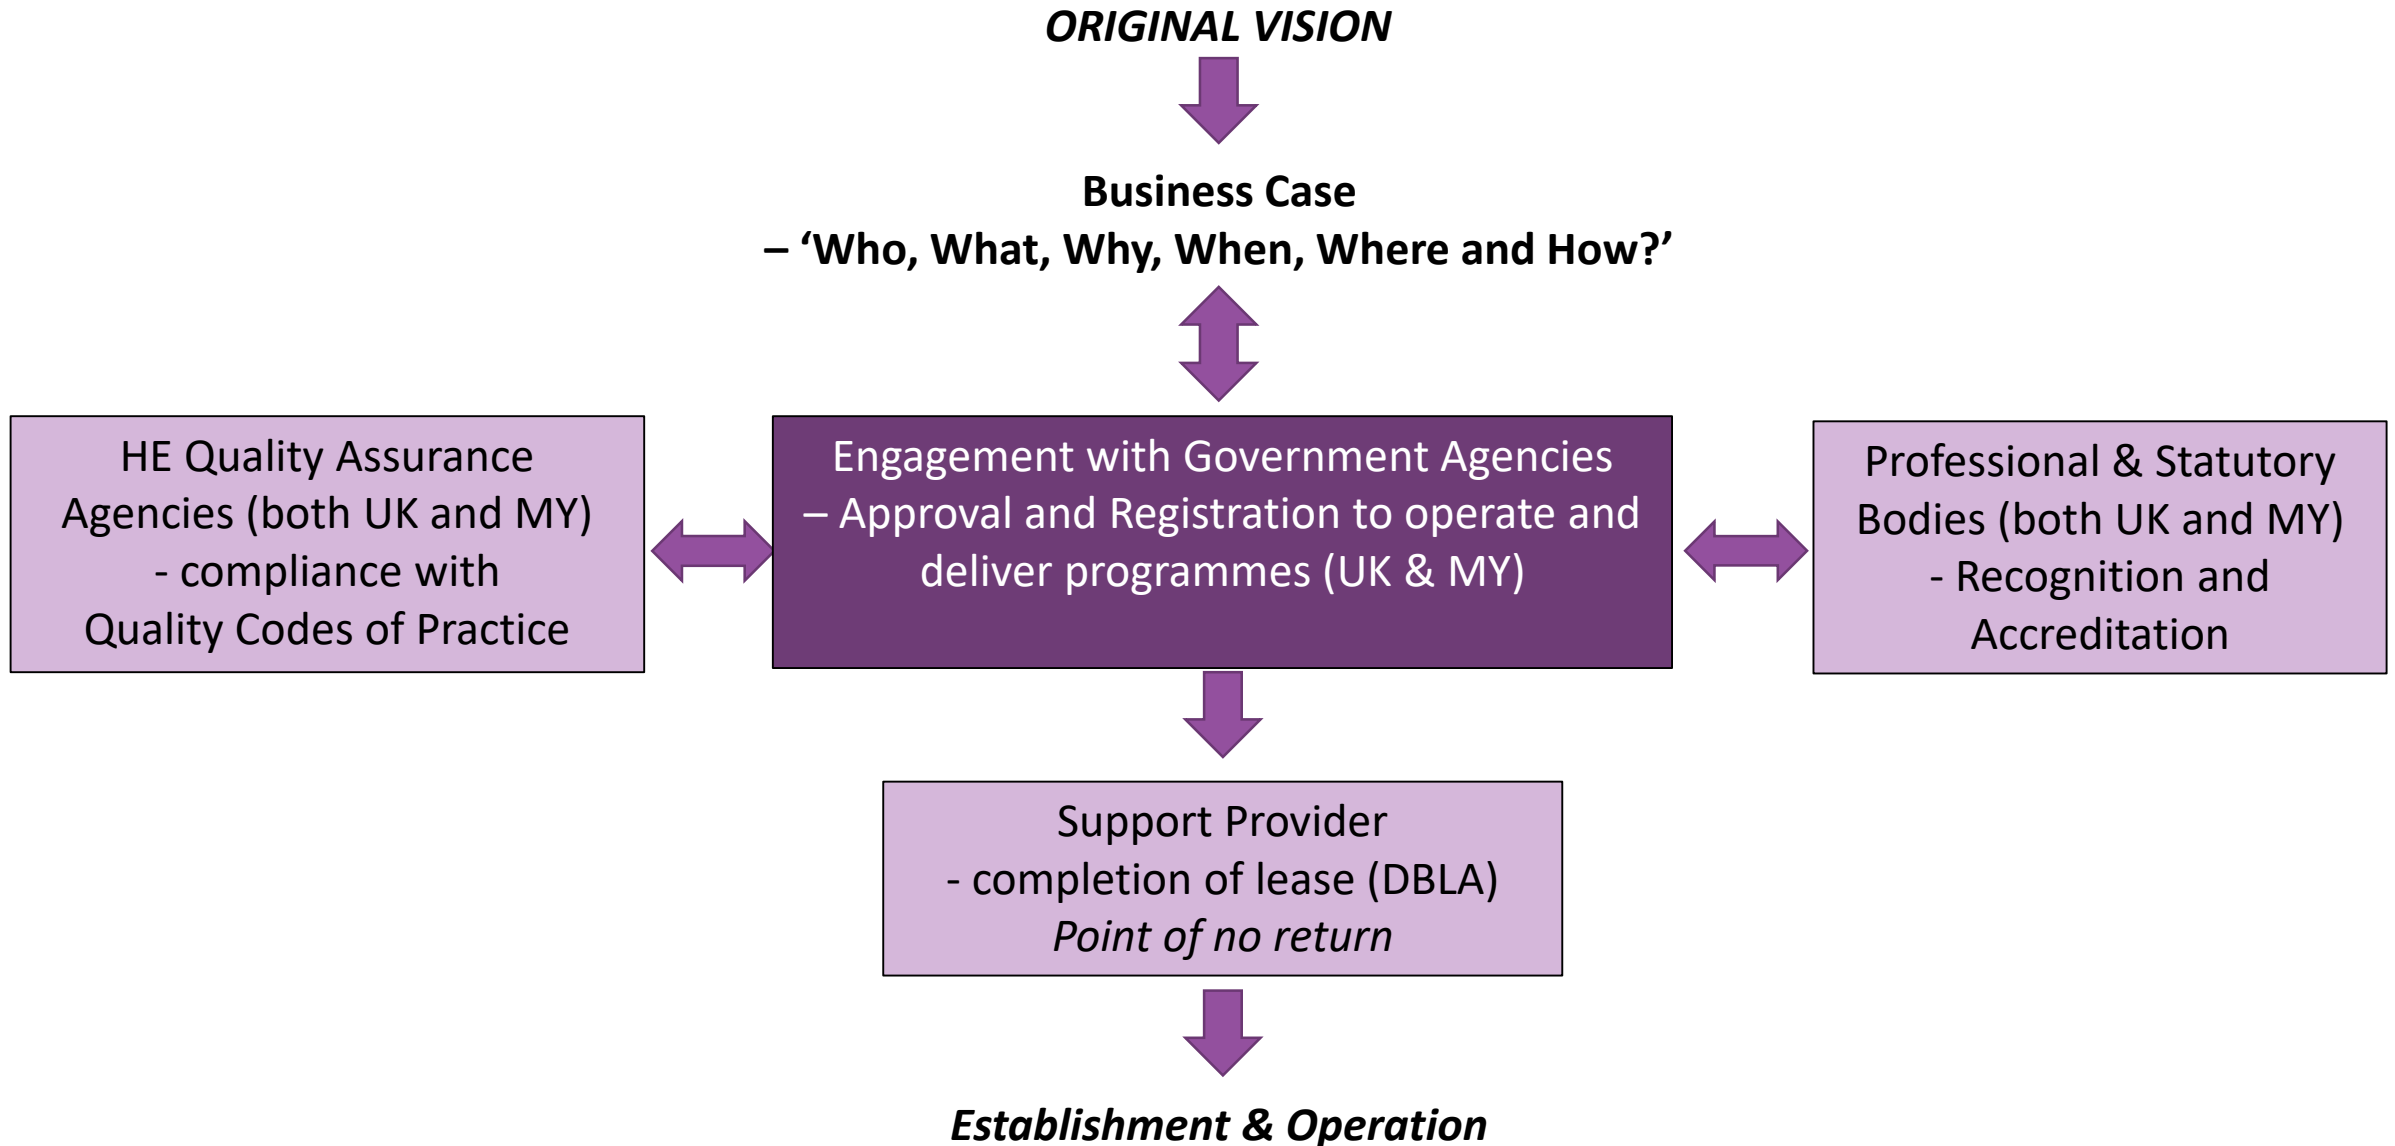 ORIGINAL VISION
Business Case
– ‘Who, What, Why, When, Where and How?’
HE Quality Assurance
Agencies (both UK and MY)
- compliance with
Quality Codes of Practice
Engagement with Government Agencies
– Approval and Registration to operate and
deliver programmes (UK & MY)
Professional & Statutory
Bodies (both UK and MY)
- Recognition and
Accreditation
Support Provider
- completion of lease (DBLA)
Point of no return
Establishment & Operation